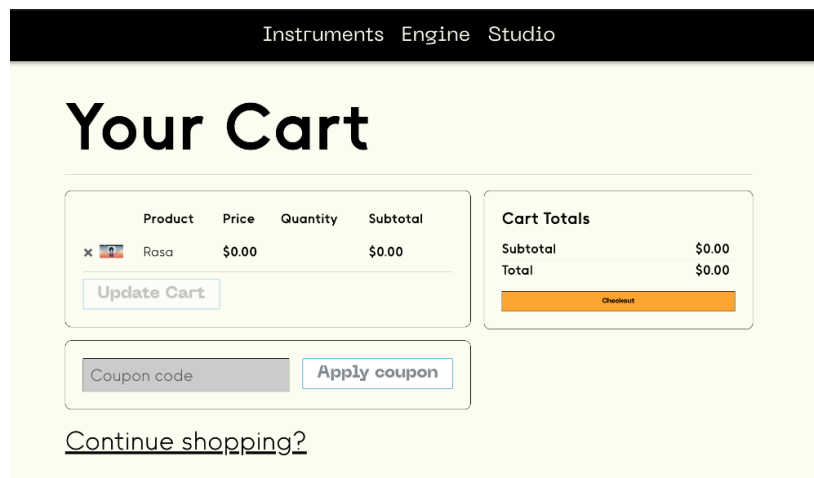 Instruments Engine Studio
Your Cart
Product Price Quantity Subtotal
× Rasa $0.00 $0.00
Update Cart
Coupon code Apply coupon
Continue shopping?
Cart Totals
Subtotal $0.00
Total $0.00
Checkout